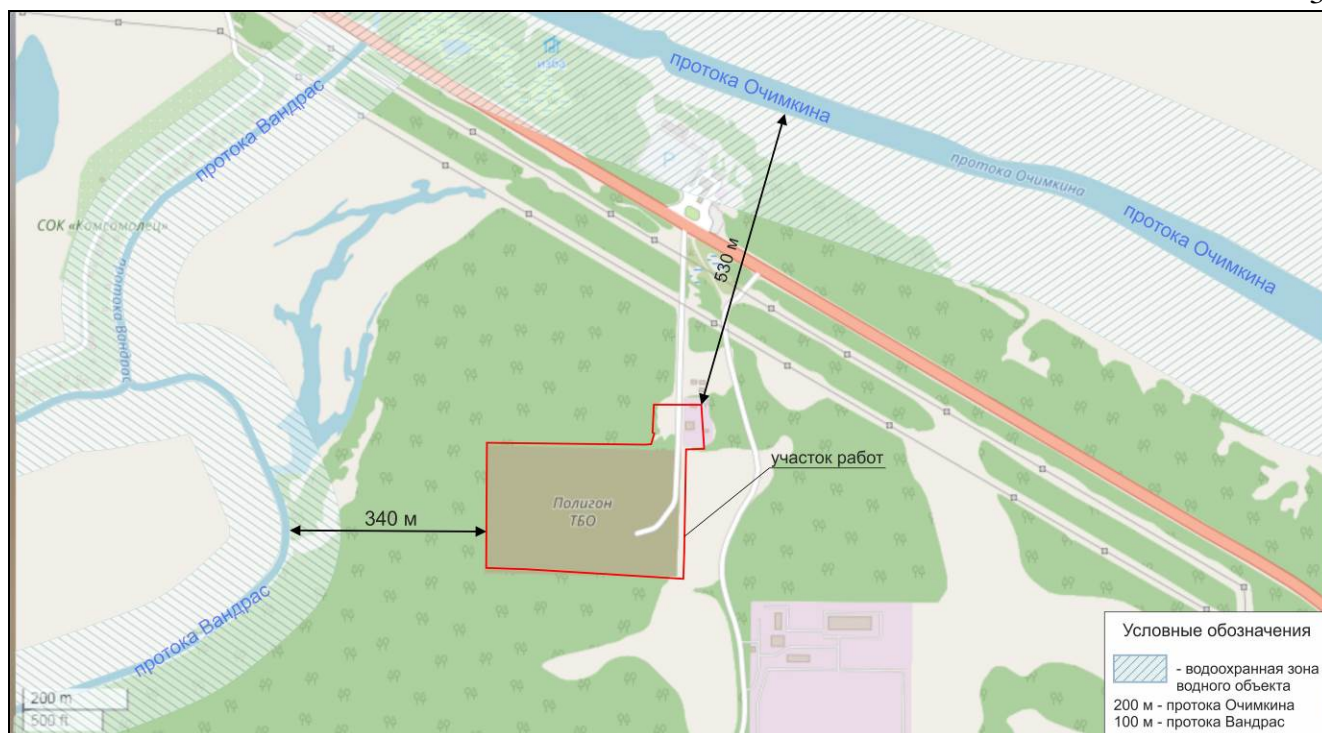 изба
протока Очимкина
протока Вандрас
P
протока Очимкина
протока Очимкина
СОК «Комсомолец»
530 м
протока Вандрас
участок работ
Полигон
ТБО
340 м
протока Вандрас
200 m
500 ft
Условные обозначения
- водоохранная зона
водного объекта
200 м - протока Очимкина
100 м - протока Вандрас